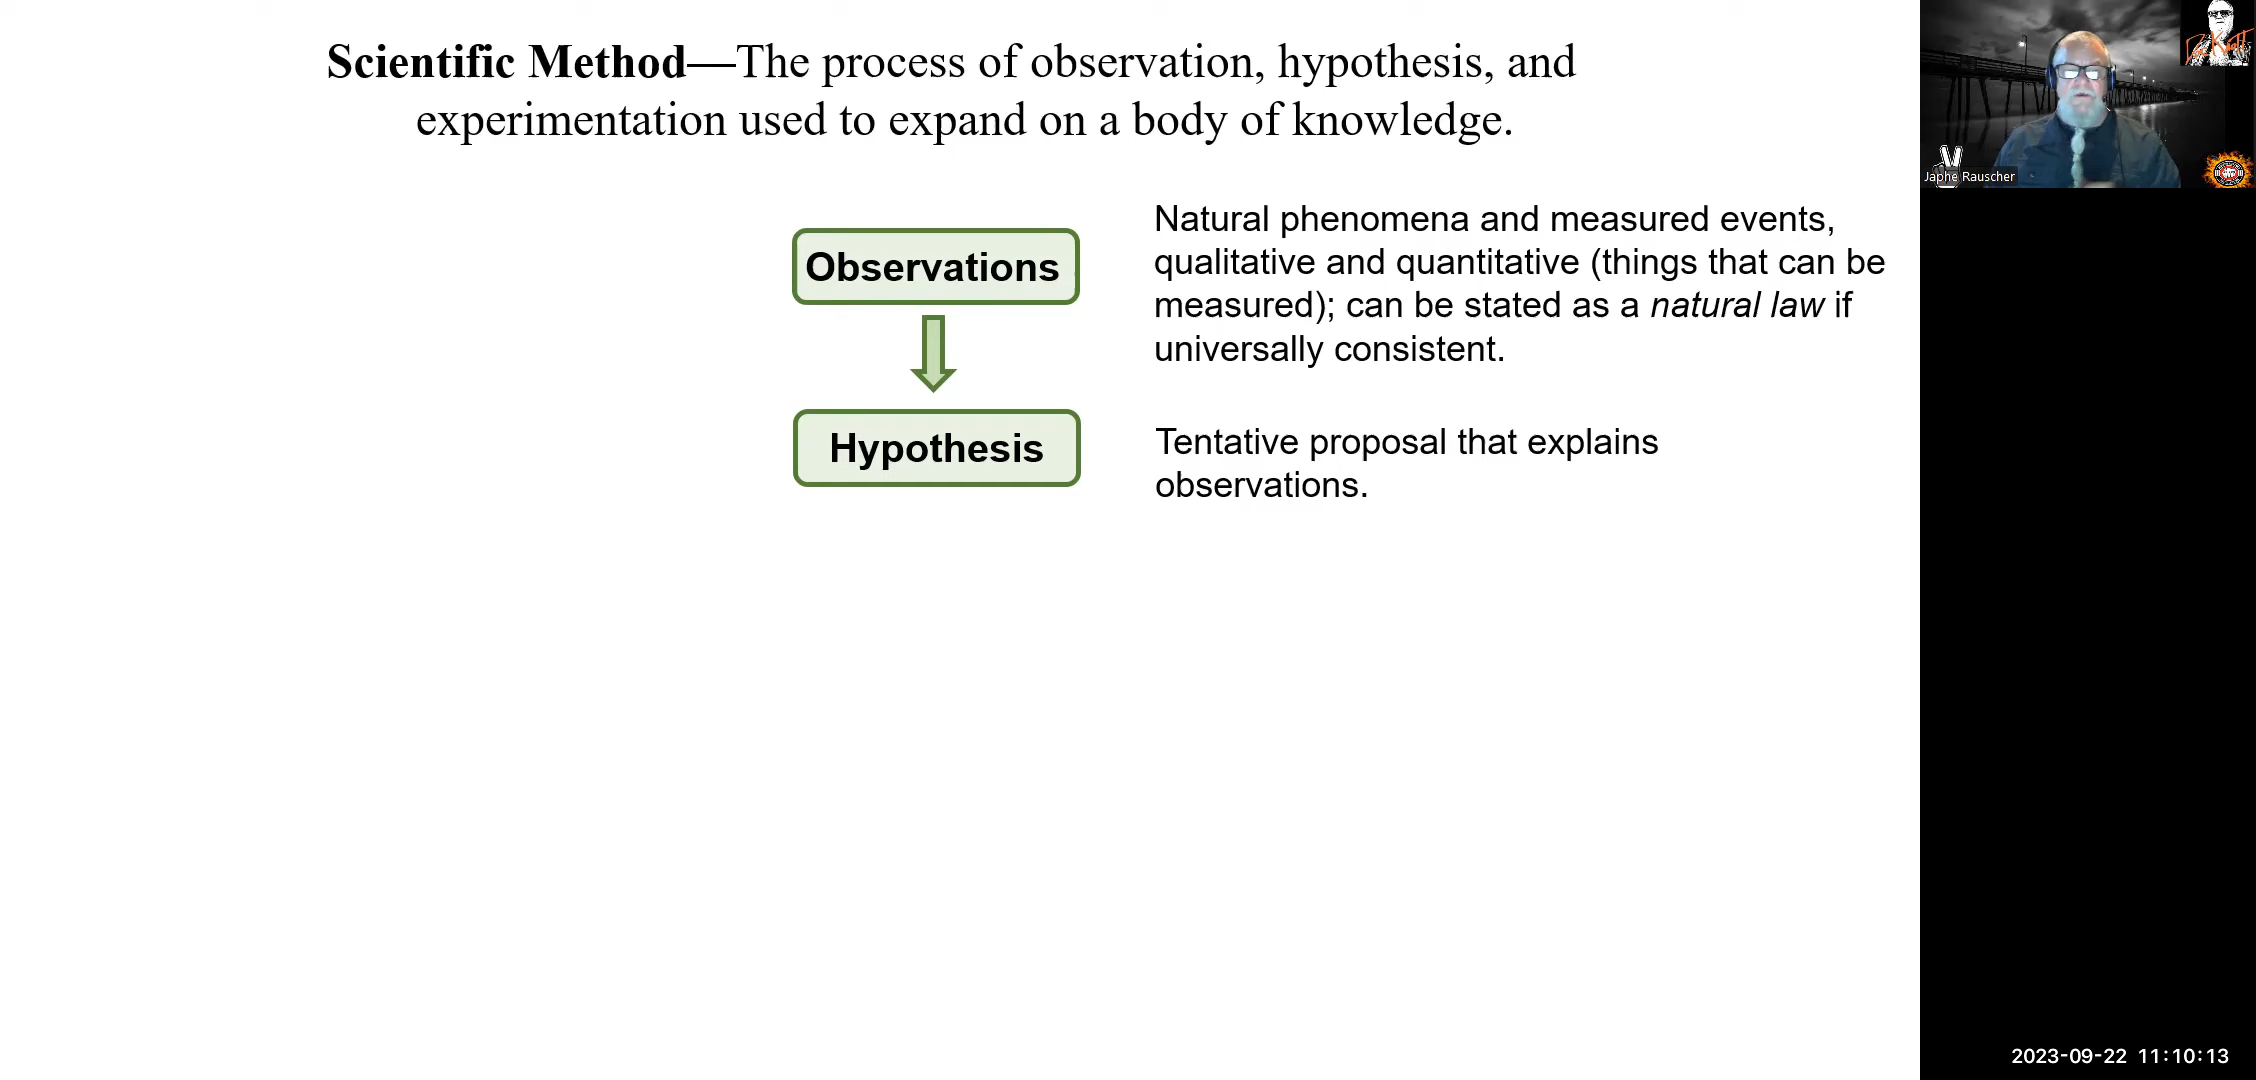 Scientific Method—The process of observation, hypothesis, and
experimentation used to expand on a body of knowledge.
Observations
Natural phenomena and measured events,
qualitative and quantitative (things that can be
measured); can be stated as a natural law if
universally consistent.
Hypothesis
Tentative proposal that explains
observations.
Japhe Rauscher
2023-09-22 11:10:13